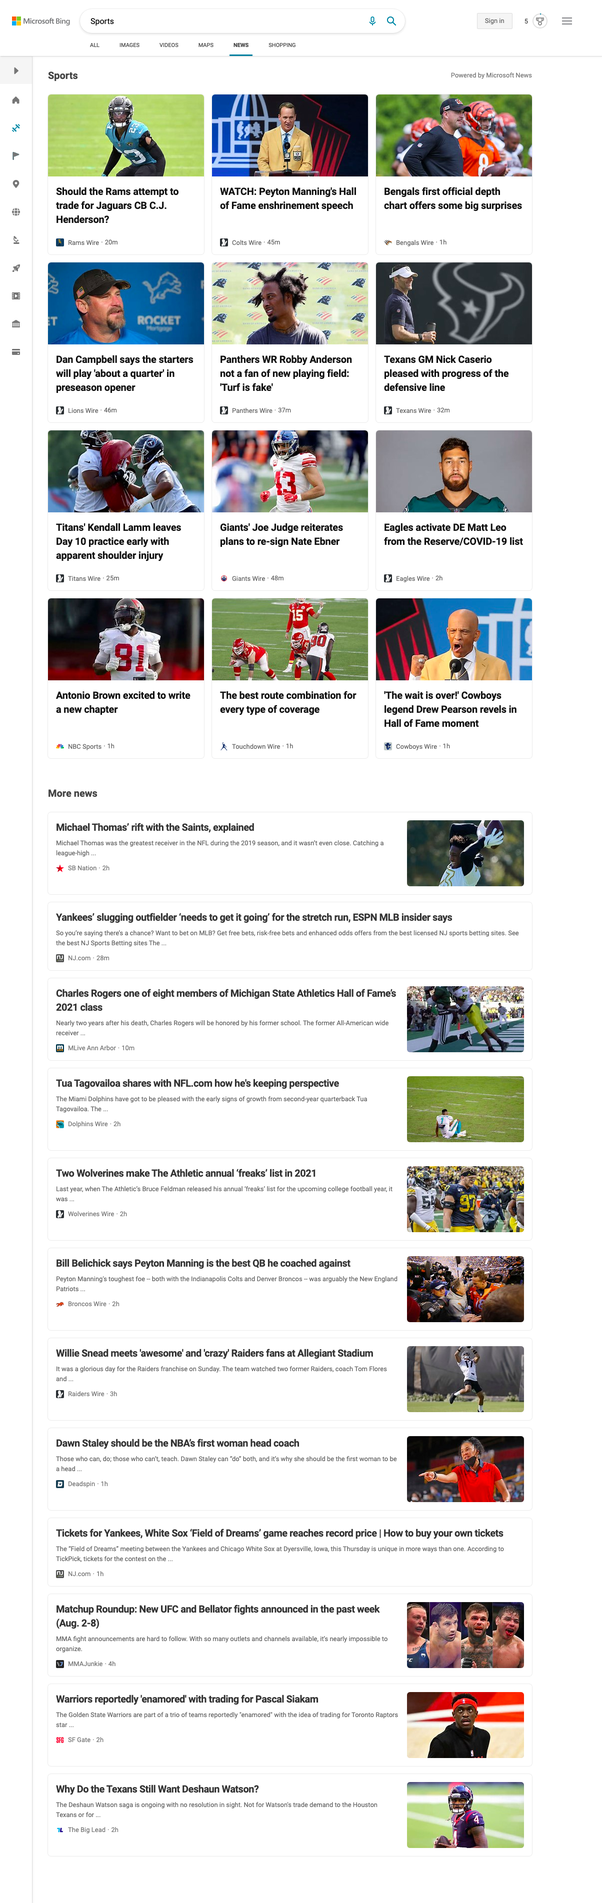 Microsoft Bing
Sports
Sign in
5
ALL IMAGES VIDEOS MAPS NEWS SHOPPING
Sports
Powered by Microsoft News
Should the Rams attempt to
trade for Jaguars CB C.J.
Henderson?
Rams Wire · 20m
WATCH: Peyton Manning's Hall
of Fame enshrinement speech
Colts Wire · 45m
Bengals first official depth
chart offers some big surprises
Bengals Wire · 1h
Dan Campbell says the starters
will play 'about a quarter' in
preseason opener
Lions Wire · 46m
Panthers WR Robby Anderson
not a fan of new playing field:
'Turf is fake'
Panthers Wire · 37m
Texans GM Nick Caserio
pleased with progress of the
defensive line
Texans Wire · 32m
Titans' Kendall Lamm leaves
Day 10 practice early with
apparent shoulder injury
Titans Wire · 25m
Giants' Joe Judge reiterates
plans to re-sign Nate Ebner
Giants Wire · 48m
Eagles activate DE Matt Leo
from the Reserve/COVID-19 list
Eagles Wire · 2h
Antonio Brown excited to write
a new chapter
NBC Sports · 1h
The best route combination for
every type of coverage
Touchdown Wire · 1h
'The wait is over!' Cowboys
legend Drew Pearson revels in
Hall of Fame moment
Cowboys Wire · 1h
More news
Michael Thomas' rift with the Saints, explained
Michael Thomas was the greatest receiver in the NFL during the 2019 season, and it wasn't even close. Catching a
league-high ...
SB Nation · 2h
Yankees' slugging outfielder 'needs to get it going' for the stretch run, ESPN MLB insider says
So you're saying there's a chance? Want to bet on MLB? Get free bets, risk-free bets and enhanced odds offers from the best licensed NJ sports betting sites. See
the best NJ Sports Betting sites The ...
NJ.com · 28m
Charles Rogers one of eight members of Michigan State Athletics Hall of Fame's
2021 class
Nearly two years after his death, Charles Rogers will be honored by his former school. The former All-American wide
receiver ...
MLive Ann Arbor · 10m
Tua Tagovailoa shares with NFL.com how he's keeping perspective
The Miami Dolphins have got to be pleased with the early signs of growth from second-year quarterback Tua
Tagovailoa. The ...
Dolphins Wire · 2h
Two Wolverines make The Athletic annual 'freaks' list in 2021
Last year, when The Athletic's Bruce Feldman released his annual 'freaks' list for the upcoming college football year, it
was ...
Wolverines Wire · 2h
Bill Belichick says Peyton Manning is the best QB he coached against
Peyton Manning's toughest foe – both with the Indianapolis Colts and Denver Broncos – was arguably the New England
Patriots ...
Broncos Wire · 2h
Willie Snead meets 'awesome' and 'crazy' Raiders fans at Allegiant Stadium
It was a glorious day for the Raiders franchise on Sunday. The team watched two former Raiders, coach Tom Flores
and ...
Raiders Wire · 3h
Dawn Staley should be the NBA's first woman head coach
Those who can, do; those who can't, teach. Dawn Staley can "do" both, and it's why she should be the first woman to be
a head ...
Deadspin · 1h
Tickets for Yankees, White Sox 'Field of Dreams' game reaches record price | How to buy your own tickets
The "Field of Dreams" meeting between the Yankees and Chicago White Sox at Dyersville, Iowa, this Thursday is unique in more ways than one. According to
TickPick, tickets for the contest on the ...
NJ.com · 1h
Matchup Roundup: New UFC and Bellator fights announced in the past week
(Aug. 2-8)
MMA fight announcements are hard to follow. With so many outlets and channels available, it's nearly impossible to
organize.
MMAJunkie · 4h
Warriors reportedly 'enamored' with trading for Pascal Siakam
The Golden State Warriors are part of a trio of teams reportedly "enamored" with the idea of trading for Toronto Raptors
star ...
SF Gate · 2h
Why Do the Texans Still Want Deshaun Watson?
The Deshaun Watson saga is ongoing with no resolution in sight. Not for Watson's trade demand to the Houston
Texans or for ...
The Big Lead · 2h